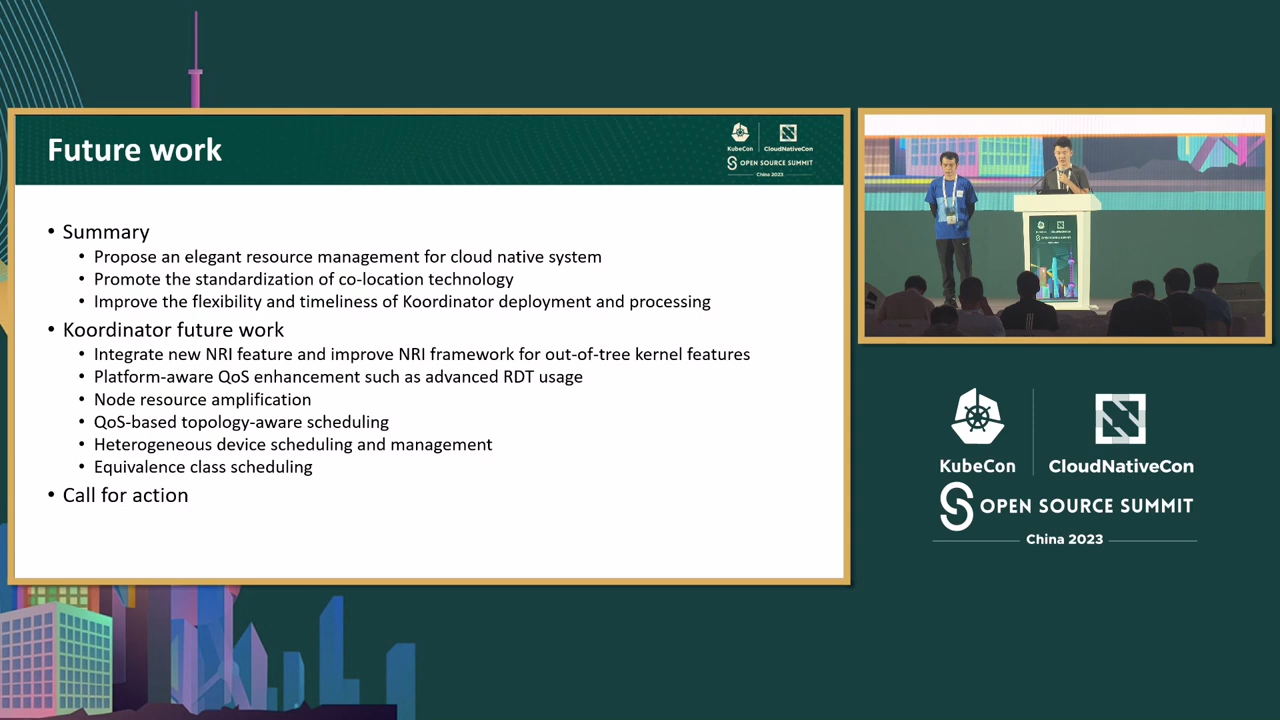 Future work
KubeCon
CloudNativeCon
OPEN SOURCE SUMMIT
China 2023
• Summary
• Propose an elegant resource management for cloud native system
• Promote the standardization of co-location technology
• Improve the flexibility and timeliness of Koordinator deployment and processing
• Koordinator future work
• Integrate new NRI feature and improve NRI framework for out-of-tree kernel features
• Platform-aware QoS enhancement such as advanced RDT usage
• Node resource amplification
• QoS-based topology-aware scheduling
• Heterogeneous device scheduling and management
• Equivalence class scheduling
• Call for action
KubeCon
CloudNativeCon
OPEN SOURCE SUMMIT
China 2023